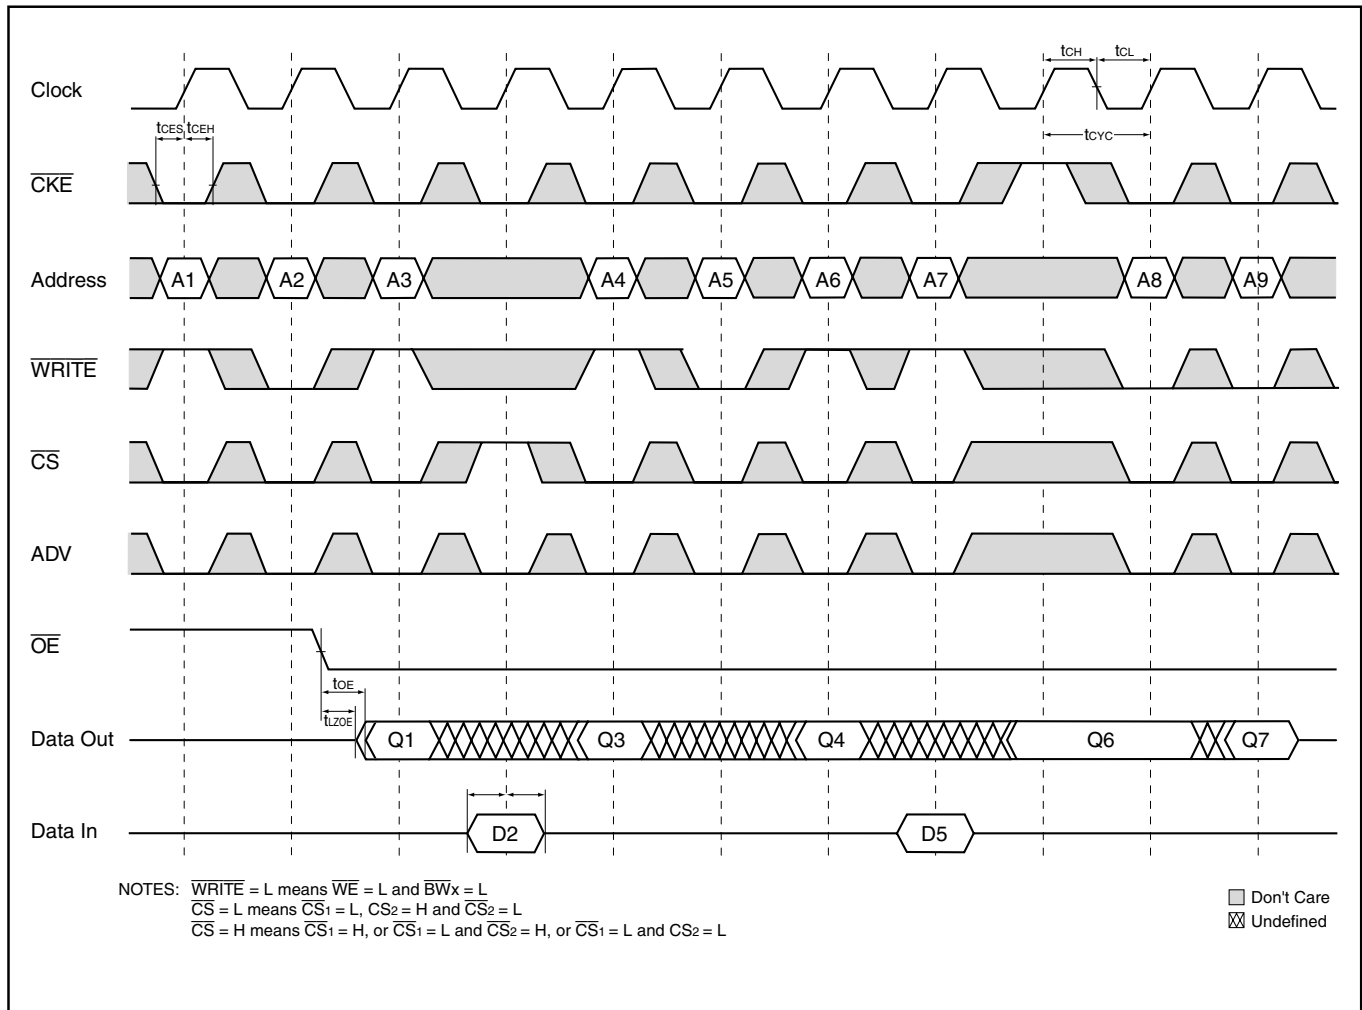 tCH tCL
Clock
tCES tCEH
tCYC
CKE
Address A1 A2 A3 A4 A5 A6 A7 A8 A9
WRITE
CS
ADV
OE
tOE
tLZOE
Data Out Q1 Q3 Q4 Q6 Q7
Data In D2 D5
NOTES: WRITE = L means WE = L and BWx = L
CS = L means CS1 = L, CS2 = H and CS2 = L
CS = H means CS1 = H, or CS1 = L and CS2 = H, or CS1 = L and CS2 = L
Don't Care
Undefined